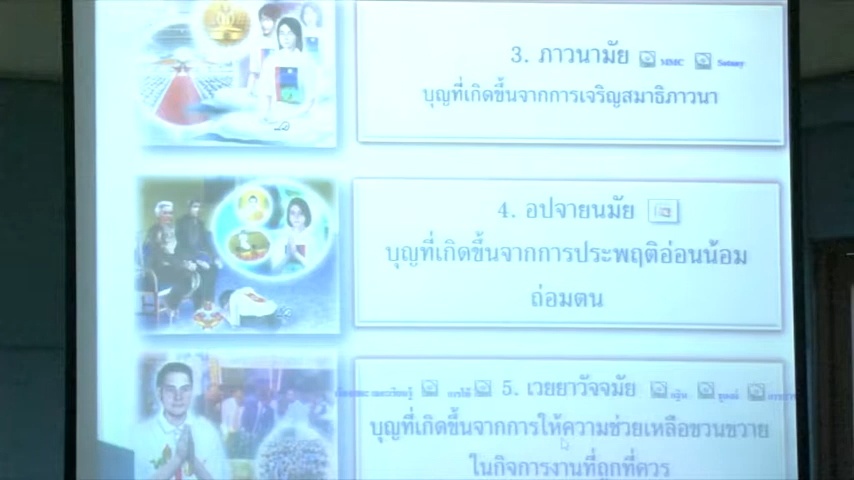 3. ภาวนามัย MMC
บุญที่เกิดขึ้นจากการเจริญสมาธิภาวนา
4. อปจายนมัย
บุญที่เกิดขึ้นจากการประพฤติอ่อนน้อม
ถ่อมตน
5. เวยยาวัจจมัย
บุญที่เกิดขึ้นจากการให้ความช่วยเหลือขวนขวาย
ในกิจการงานที่ถูกที่ควร